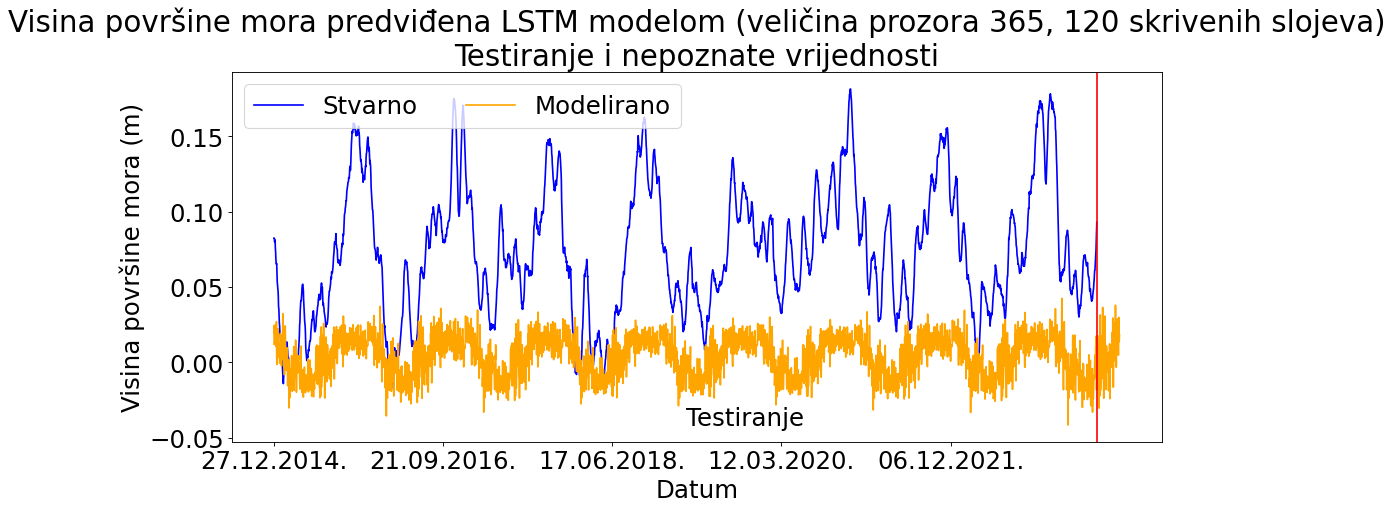 Visina površine mora predviđena LSTM modelom (veličina prozora 365, 120 skrivenih slojeva)
Testiranje i nepoznate vrijednosti
Stvarno
Modelirano
Visina površine mora (m)
0.15
0.10
0.05
0.00
−0.05
Testiranje
27.12.2014.
21.09.2016.
17.06.2018.
12.03.2020.
06.12.2021.
Datum